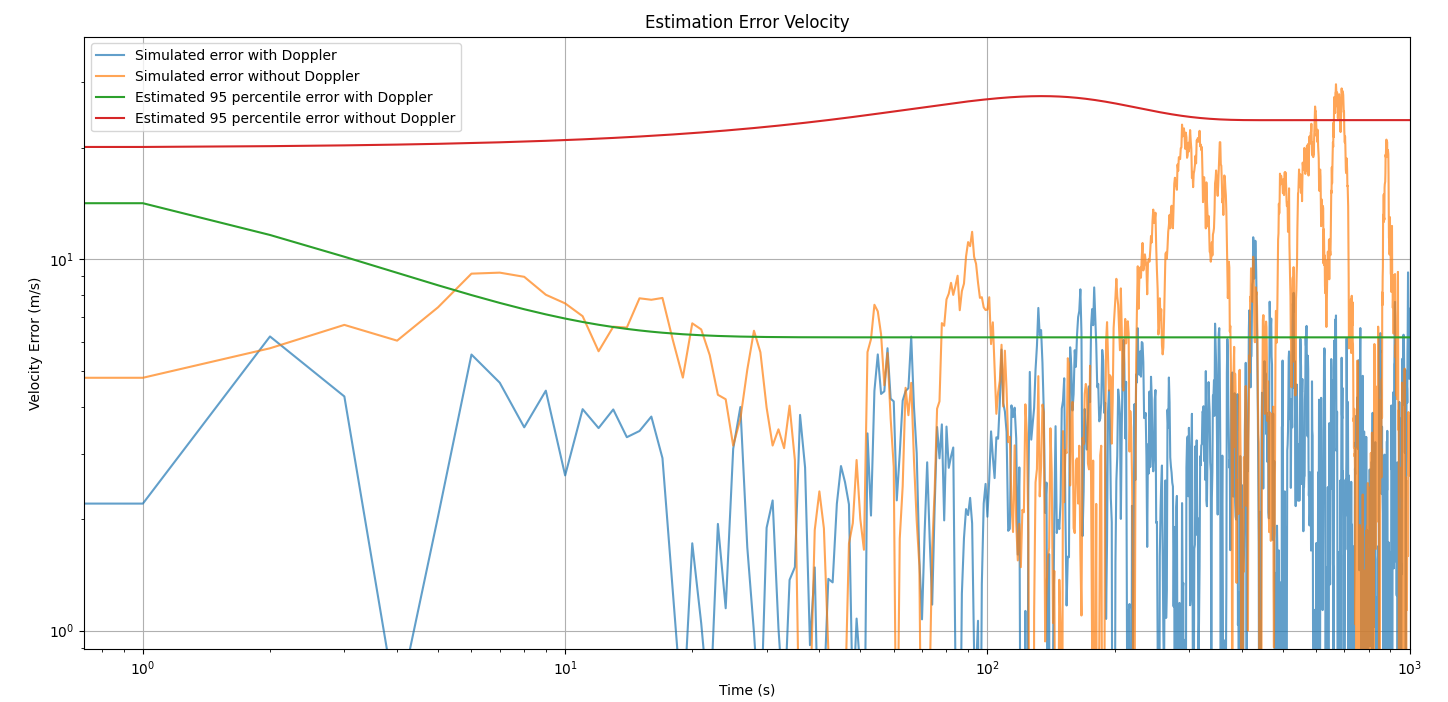 Estimation Error Velocity
Simulated error with Doppler
Simulated error without Doppler
Estimated 95 percentile error with Doppler
Estimated 95 percentile error without Doppler
Velocity Error (m/s)
10¹
10⁰
10⁰
10¹
10²
10³
Time (s)